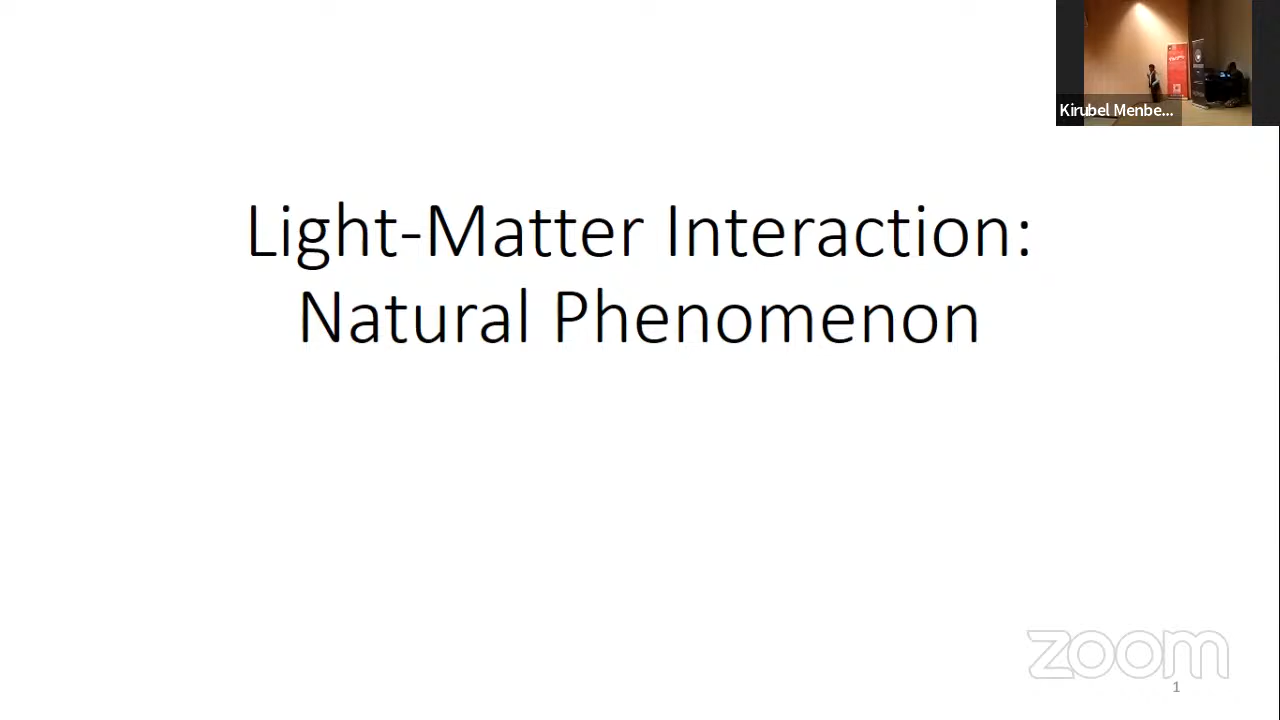 Kirubel Menbe...
Light-Matter Interaction:
Natural Phenomenon
zoom
1